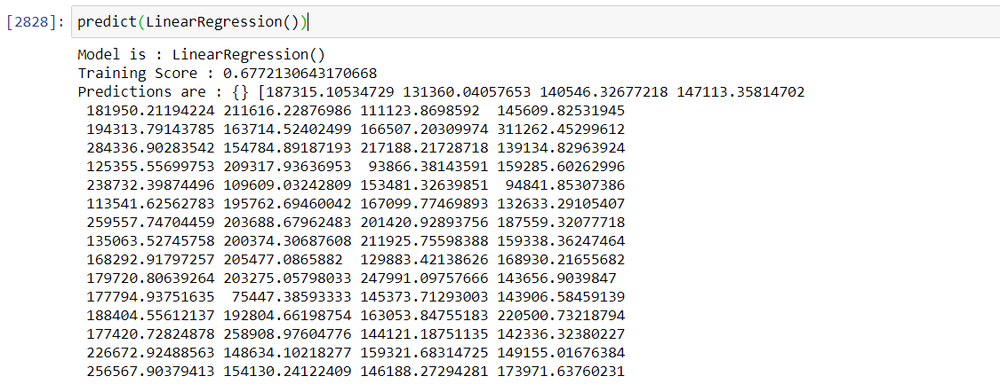 [2828]: predict(LinearRegression())
Model is : LinearRegression()
Training Score : 0.6772130643170668
Predictions are : {} [187315.10534729 131360.04057653 140546.32677218 147113.35814702
181950.21194224 211616.22876986 111123.8698592 145609.82531945
194313.79143785 163714.52402499 166507.20309974 311262.45299612
284336.90283542 154784.89187193 217188.21728718 139134.82963924
125355.55699753 209317.93636953 93866.38143591 159285.60262996
238732.39874496 109609.03242809 153481.32639851 94841.85307386
113541.62562783 195762.69460042 167099.77469893 132633.29105407
259557.74704459 203688.67962483 201420.92893756 187559.32077718
135063.52745758 200374.30687608 211925.75598388 159338.36247464
168292.91797257 205477.0865882 129883.42138626 168930.21655682
179720.80639264 203275.05798033 247991.09757666 143656.9039847
177794.93751635 75447.38593333 145373.71293003 143906.58459139
188404.55612137 192804.66198754 163053.84755183 220500.73218794
177420.72824878 258908.97604776 144121.18751135 142336.32380227
226672.92488563 148634.10218277 159321.68314725 149155.01676384
256567.90379413 154130.24122409 146188.27294281 173971.63760231